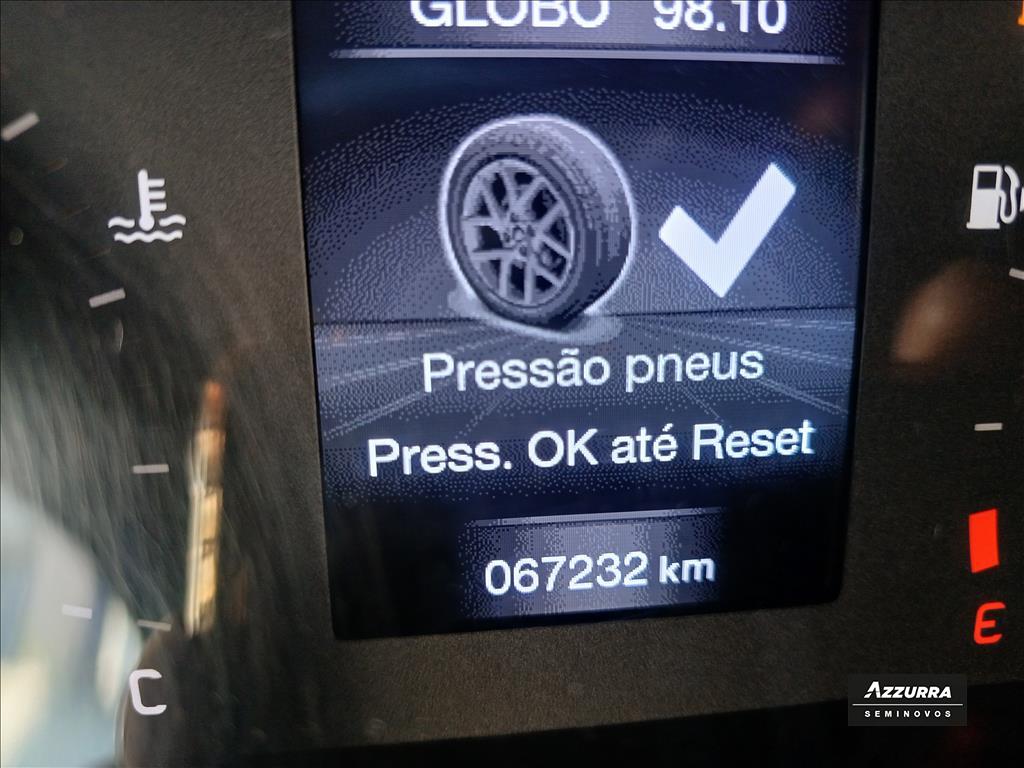 GLOBO 98.10
Pressão pneus
Press. OK até Reset
067232 km
E
C
AZZURRA
SEMINOVOS